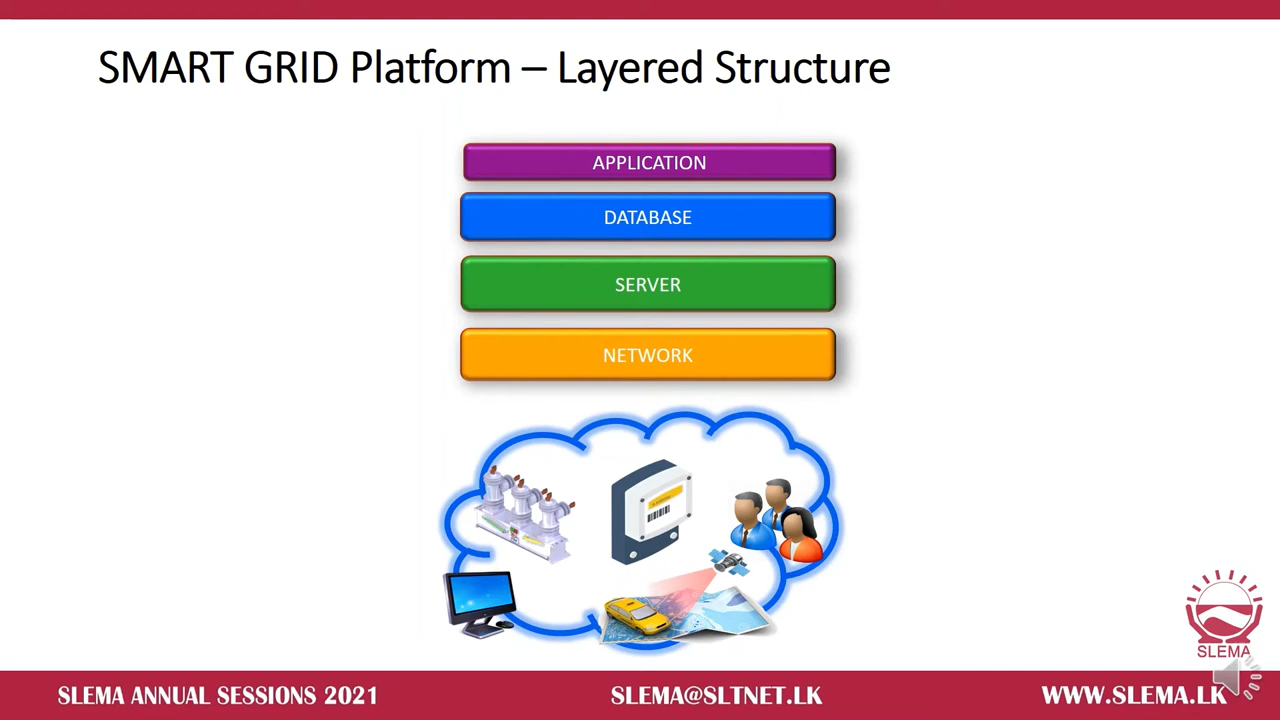 SMART GRID Platform – Layered Structure
APPLICATION
DATABASE
SERVER
NETWORK
SLEMA
SLEMA ANNUAL SESSIONS 2021
SLEMA@SLTNET.LK
WWW.SLEMA.LK